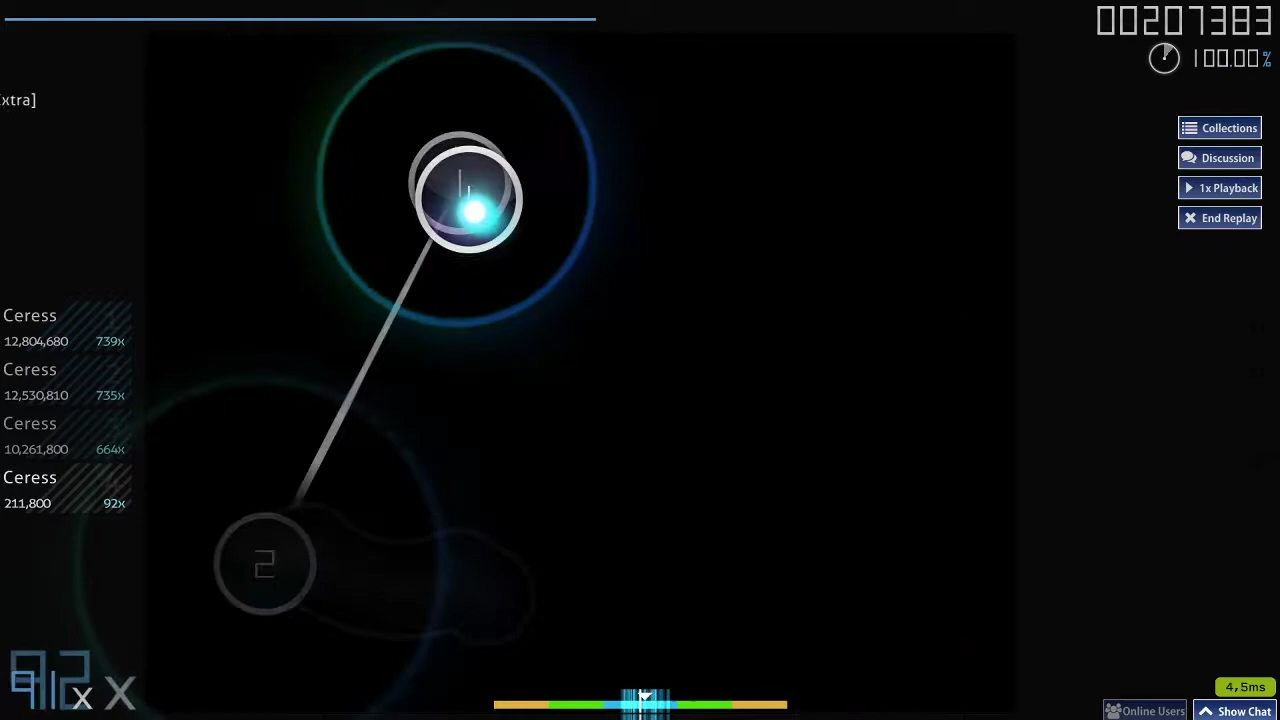 00207383
100.00%
xtra]
Collections
Discussion
1x Playback
End Replay
Ceress
12,804,680 739x
Ceress
12,530,810 735x
Ceress
10,261,800 664x
Ceress
211,800 92x
2
92x
4,5ms
Online Users
Show Chat